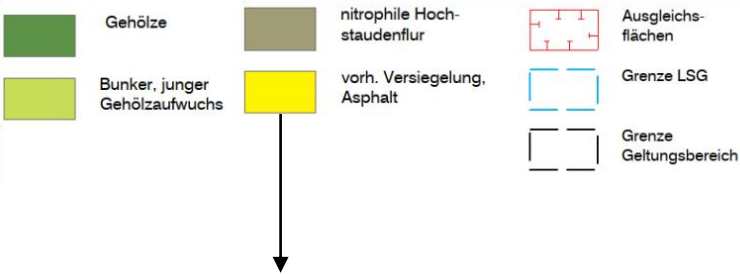 Gehölze
Bunker, junger
Gehölzaufwuchs
nitrophile Hoch-
staudenflur
vorh. Versiegelung,
Asphalt
Ausgleichs-
flächen
Grenze LSG
Grenze
Geltungsbereich